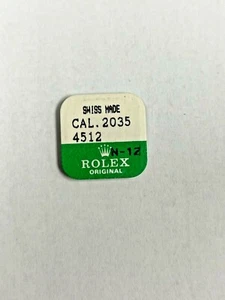 SWISS MADE
CAL.2035
4512
N-12
ROLEX
ORIGINAL